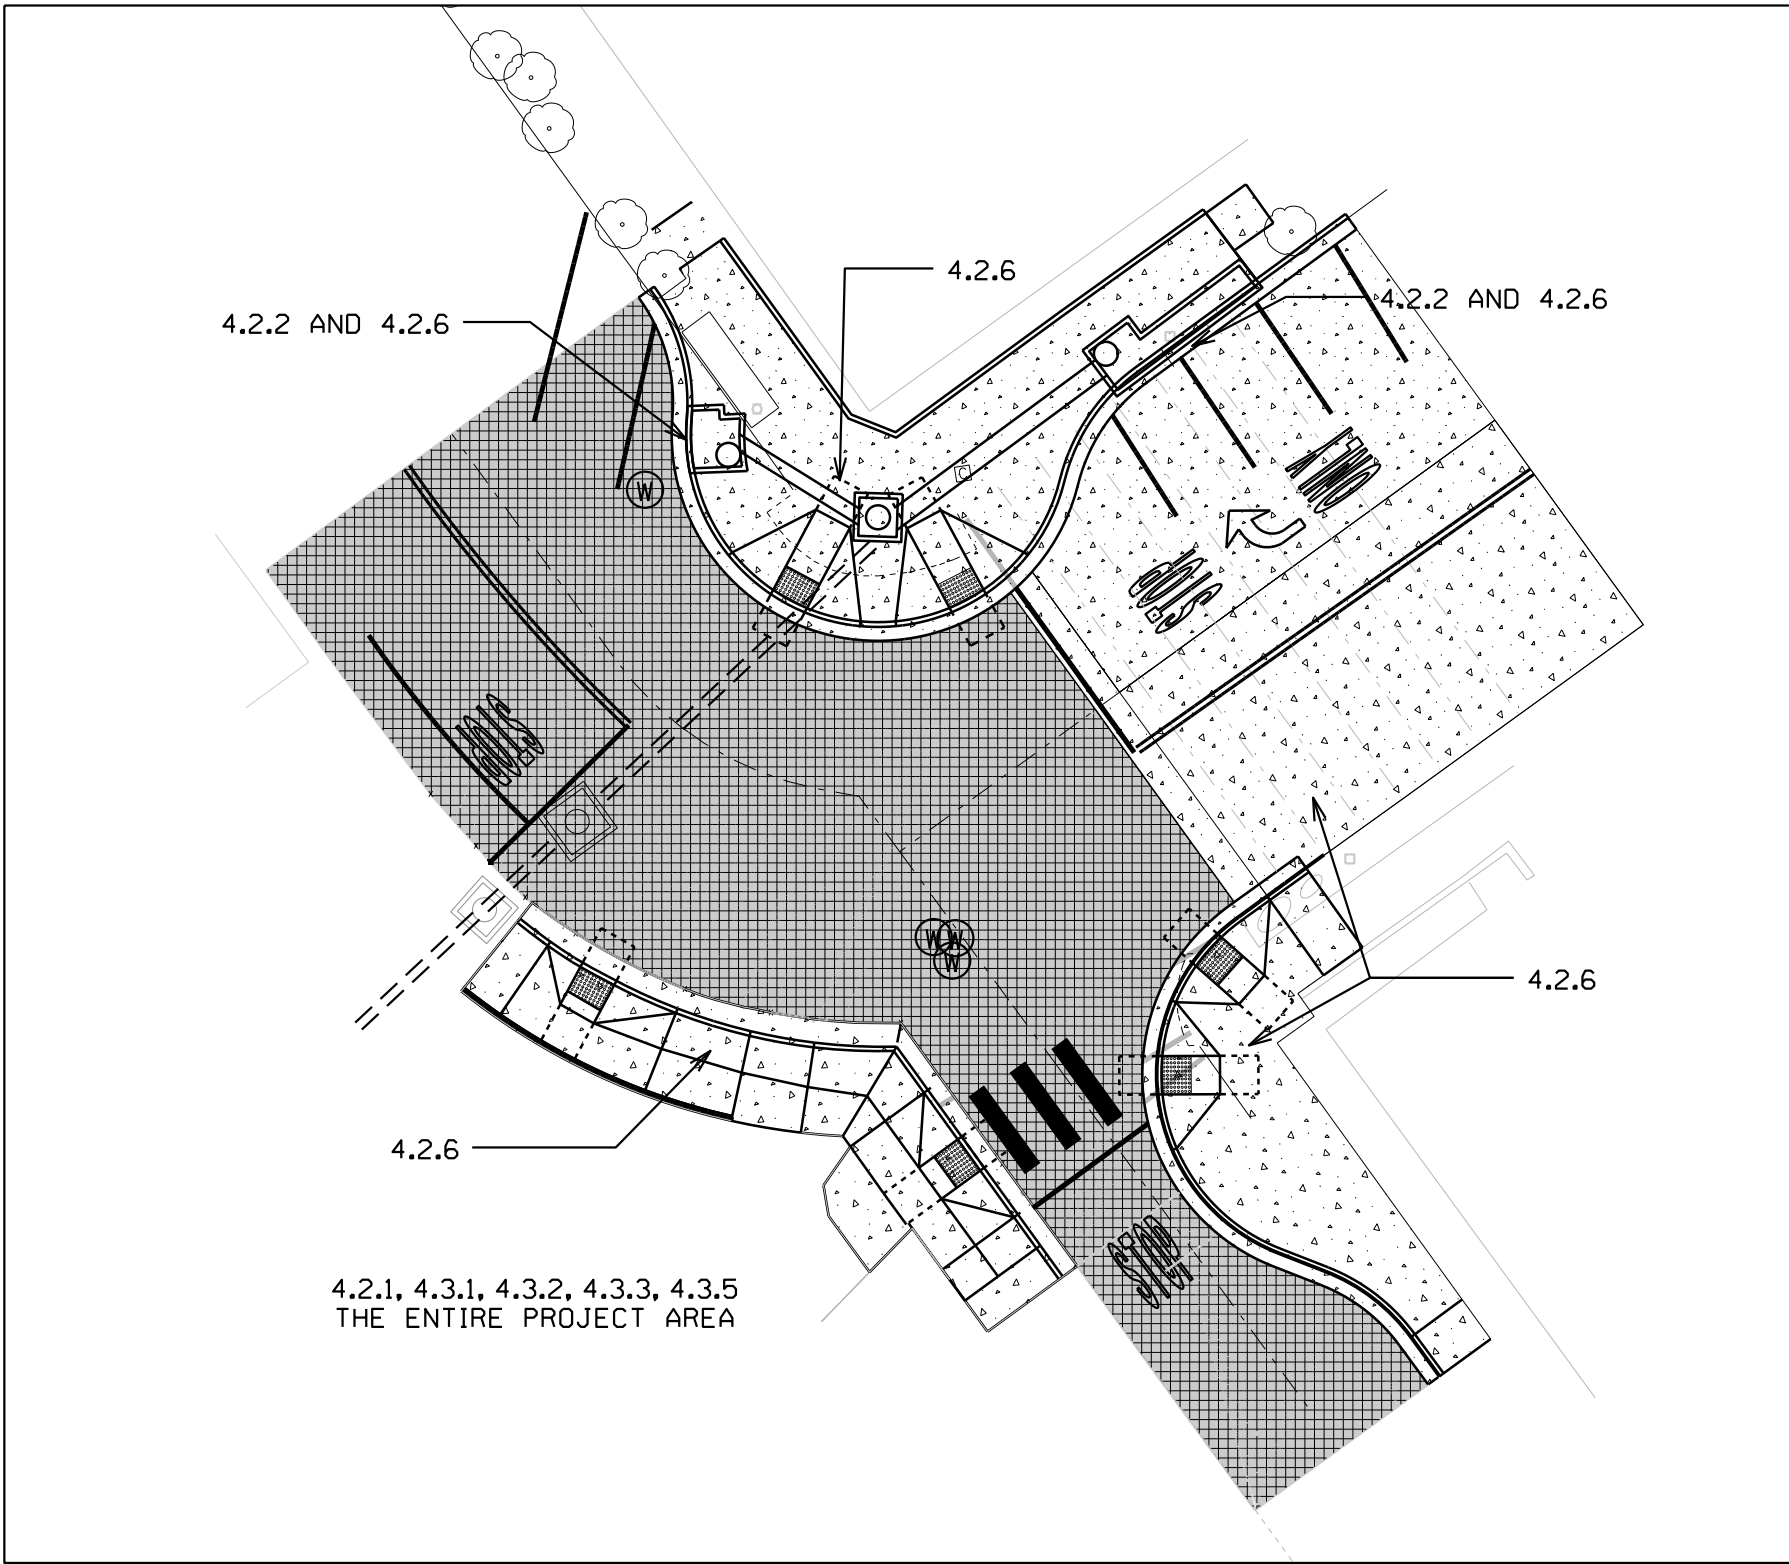 4.2.6
4.2.2 AND 4.2.6
4.2.2 AND 4.2.6
W
C
ONLY
STOP
STOP
W
W
W
4.2.6
4.2.6
STOP
4.2.1, 4.3.1, 4.3.2, 4.3.3, 4.3.5
THE ENTIRE PROJECT AREA